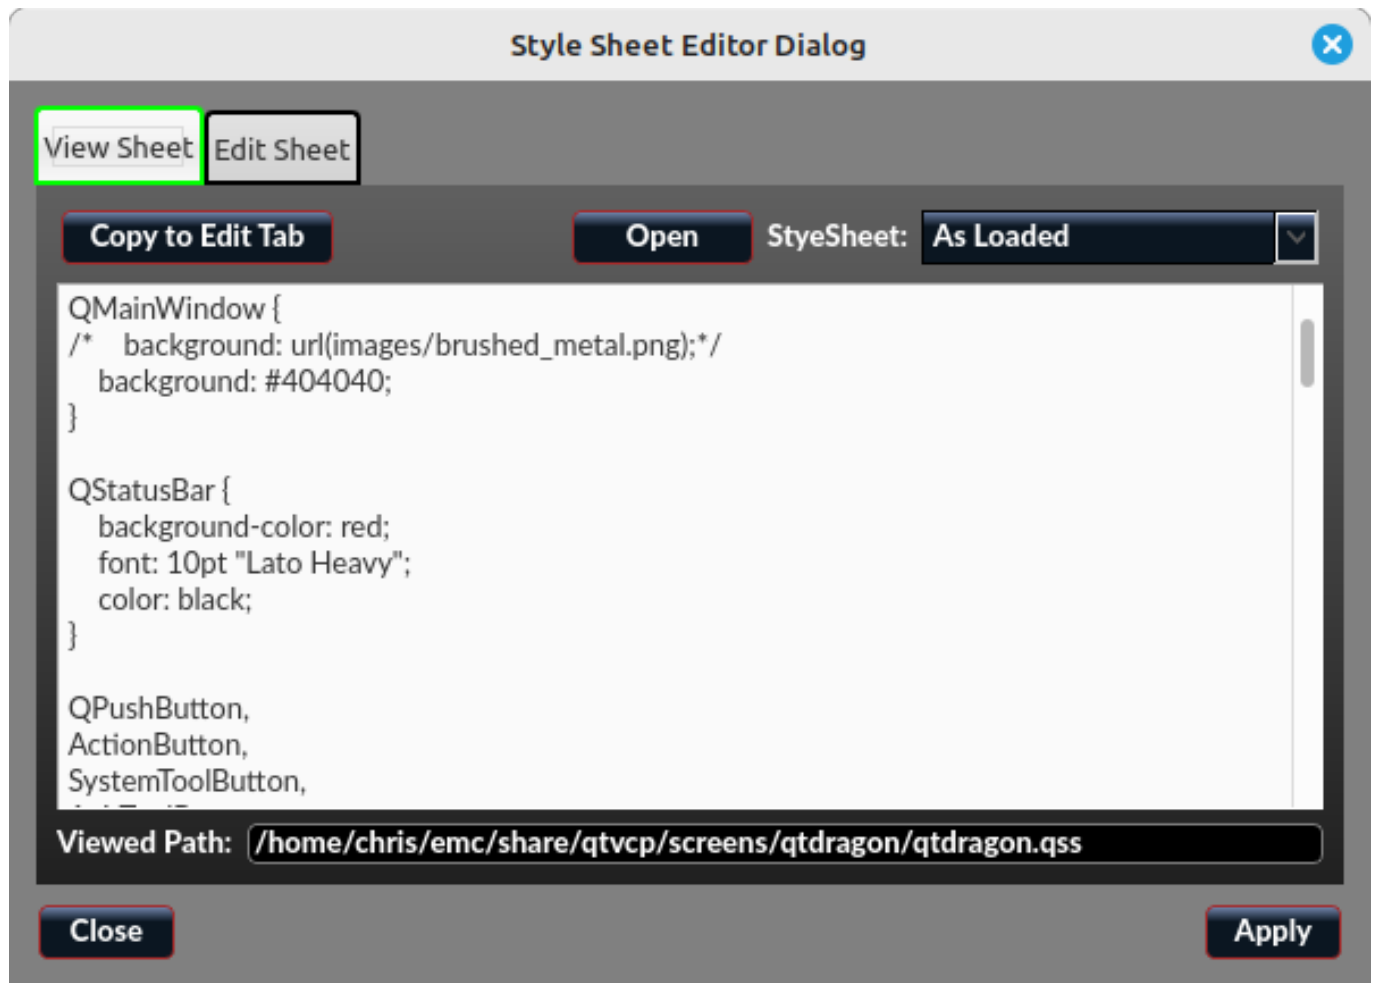 Style Sheet Editor Dialog
View Sheet Edit Sheet
Copy to Edit Tab Open StyeSheet: As Loaded
QMainWindow {
/* background: url(images/brushed_metal.png);*/
background: #404040;
}
QStatusBar {
background-color: red;
font: 10pt "Lato Heavy";
color: black;
}
QPushButton,
ActionButton,
SystemToolButton,
Viewed Path: /home/chris/emc/share/qtvcp/screens/qtdragon/qtdragon.qss
Close Apply